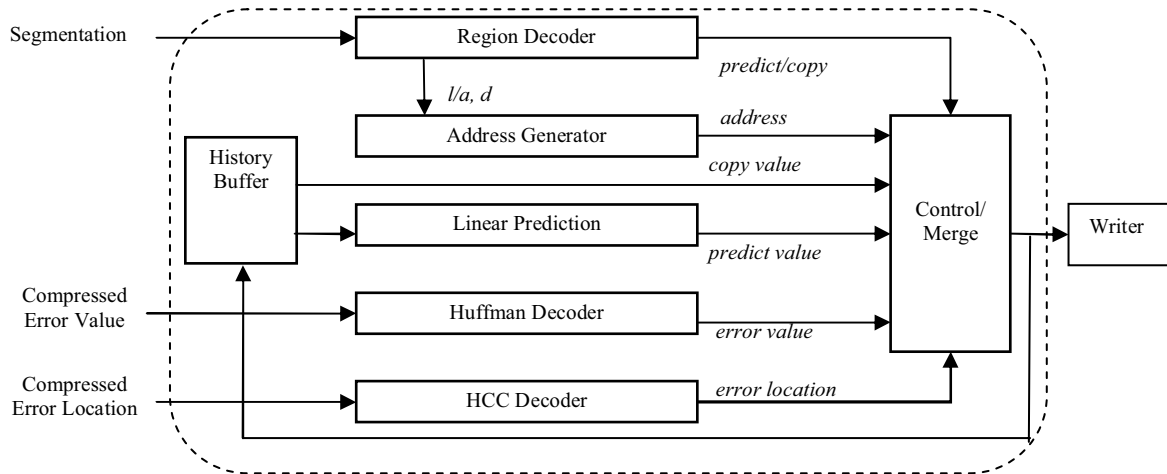 Segmentation
Region Decoder
predict/copy
l/a, d
Address Generator
address
History
Buffer
copy value
Linear Prediction
predict value
Control/
Merge
Writer
Compressed
Error Value
Huffman Decoder
error value
Compressed
Error Location
HCC Decoder
error location